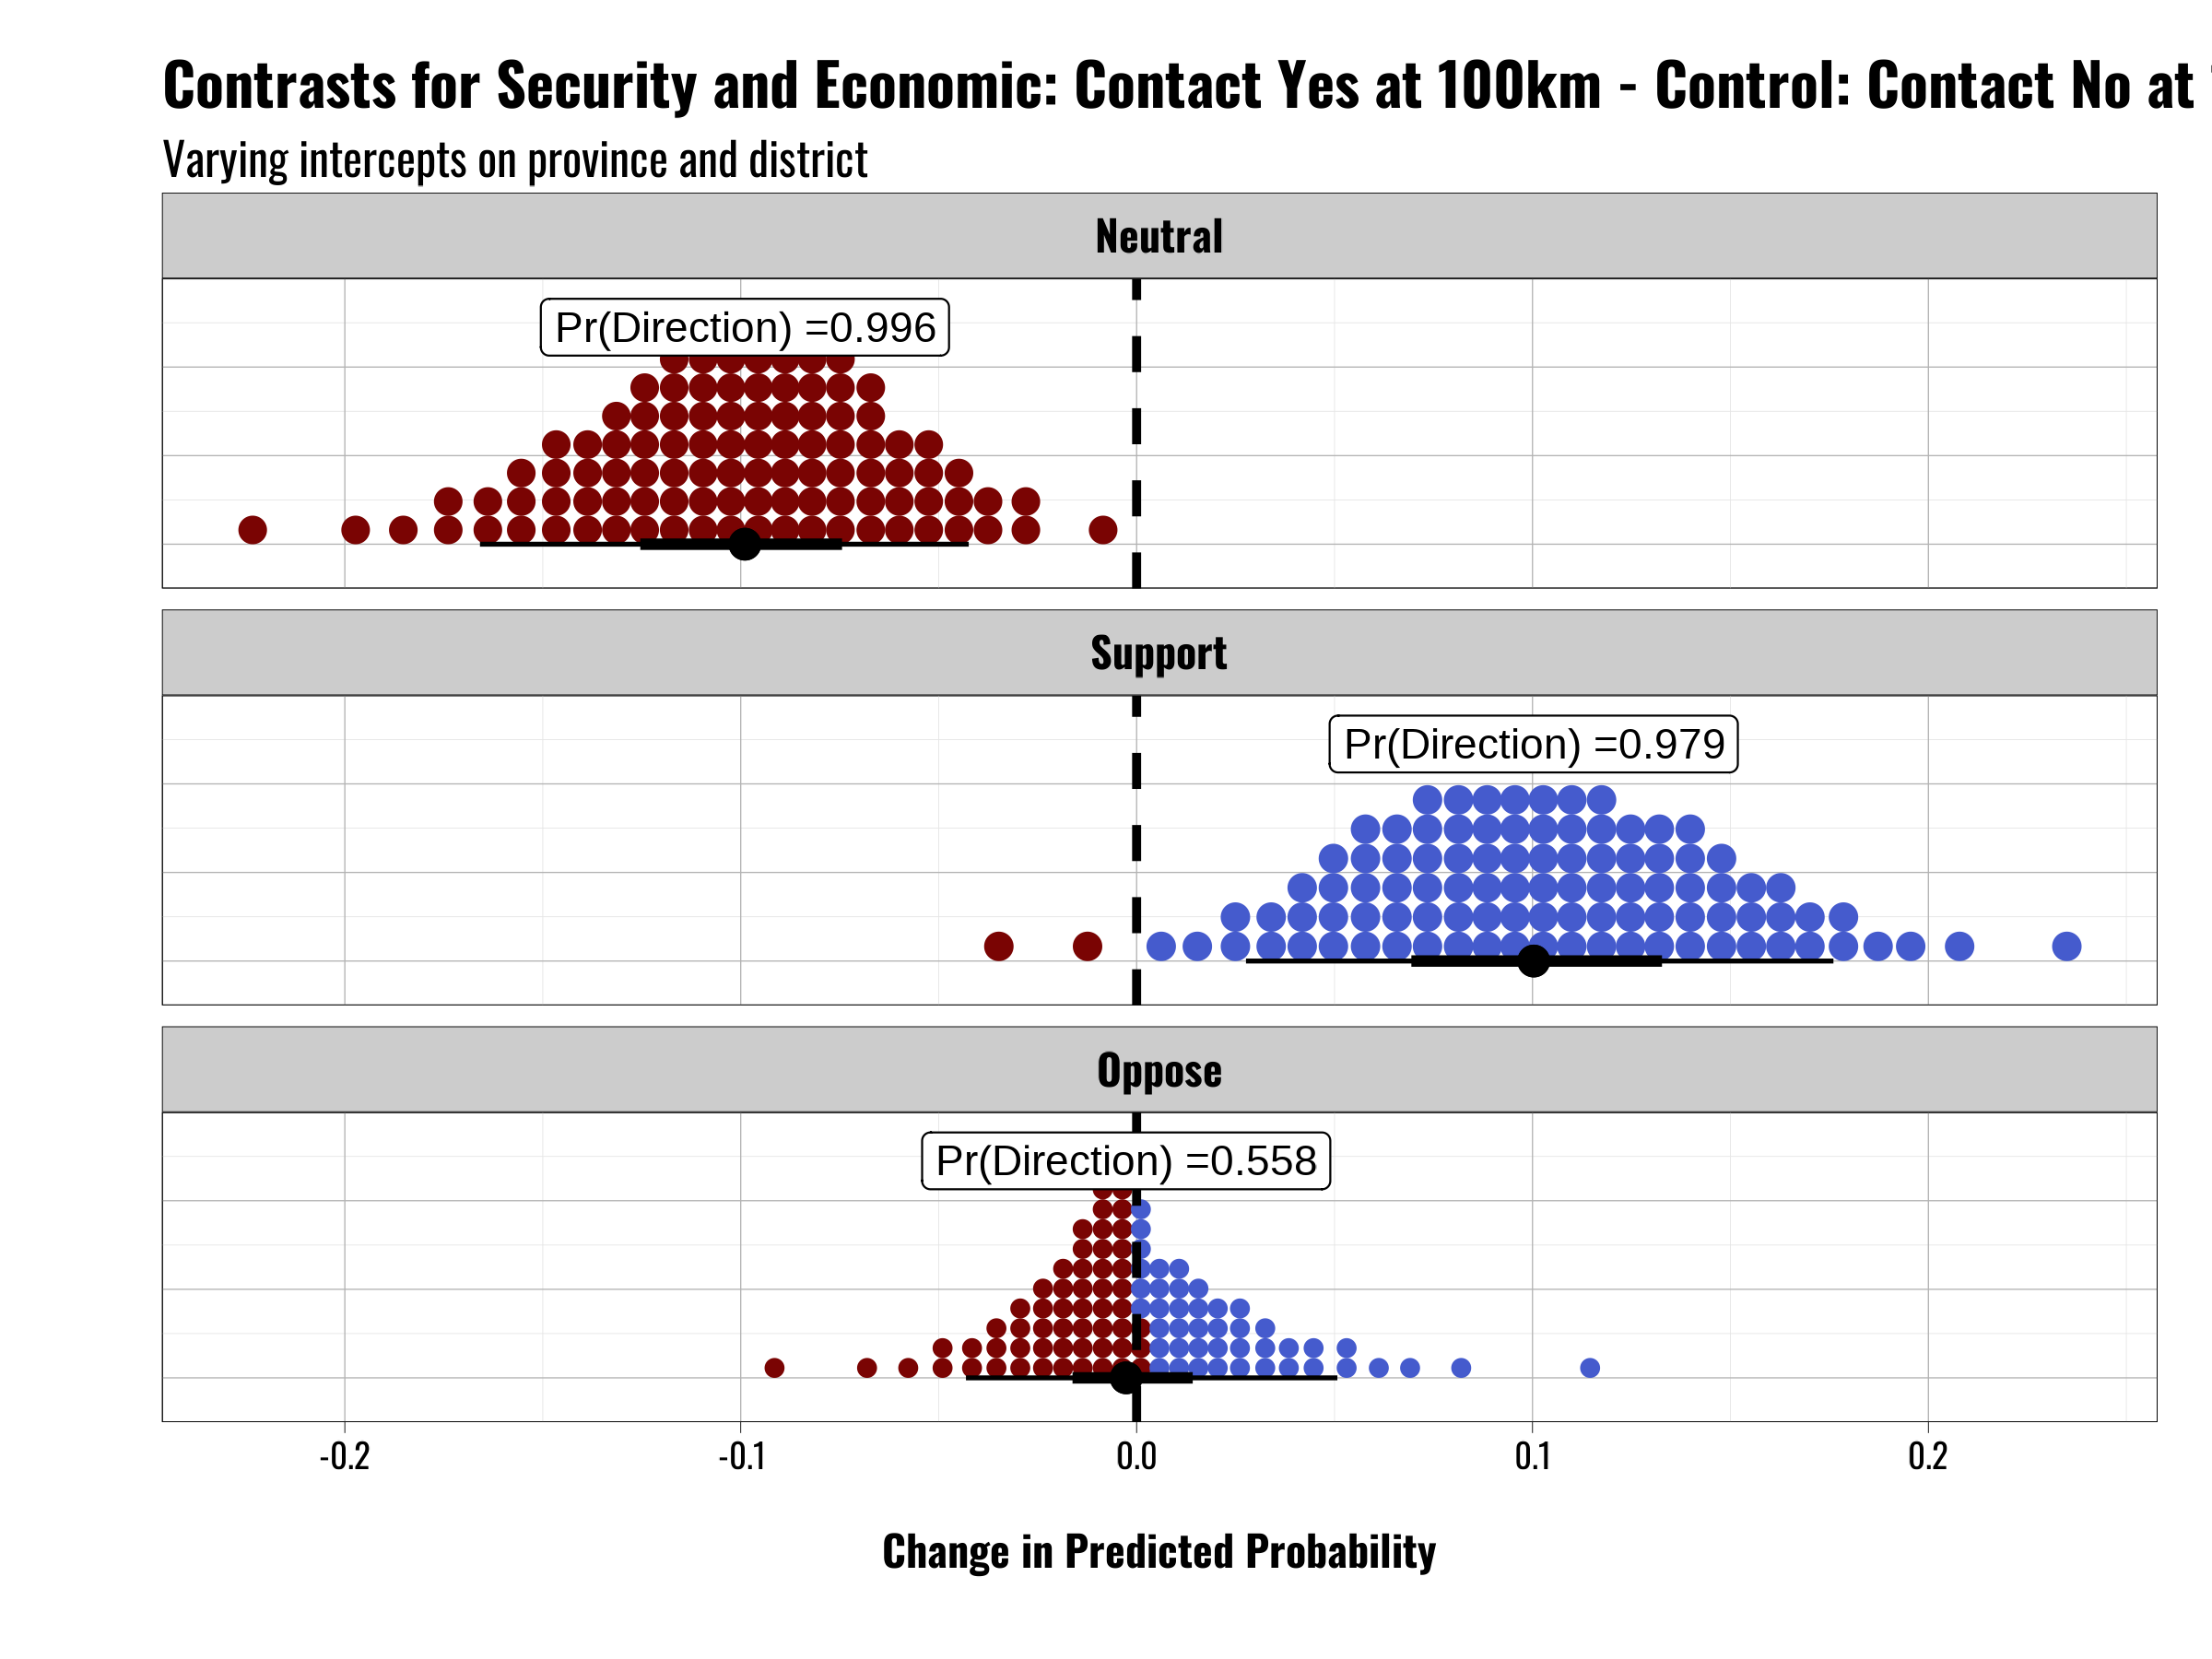 Contrasts for Security and Economic: Contact Yes at 100km - Control: Contact No at
Varying intercepts on province and district
Neutral
Pr(Direction) =0.996
Support
Pr(Direction) =0.979
Oppose
Pr(Direction) =0.558
-0.2 -0.1 0.0 0.1 0.2
Change in Predicted Probability